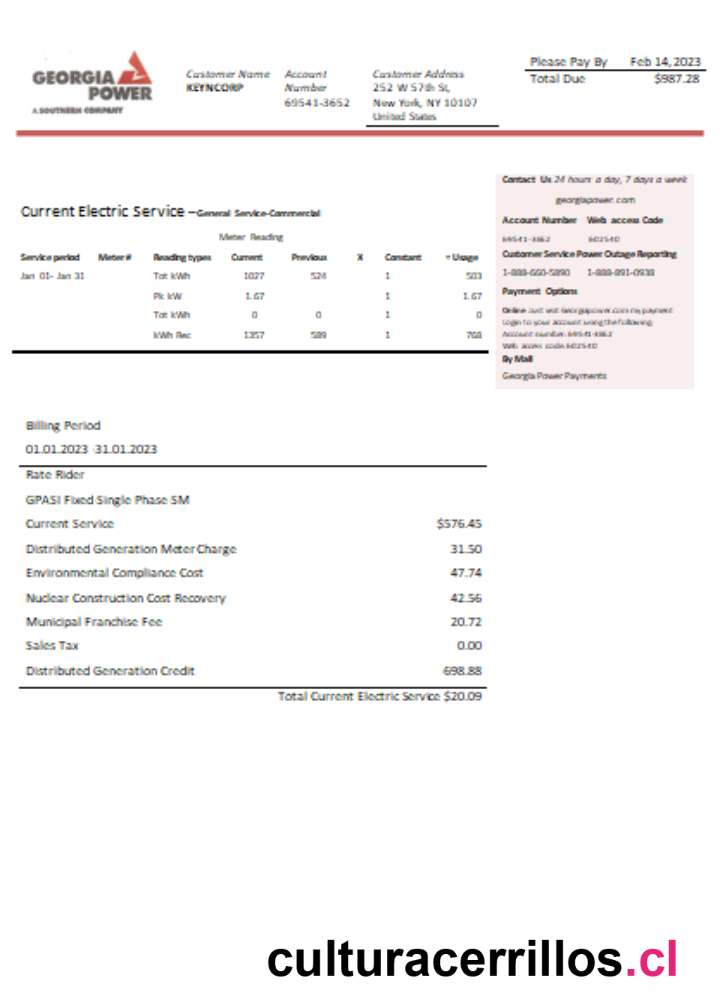 GEORGIA
POWER
A SOUTHERN COMPANY
Customer Name
KEYNCORP
Account
Number
69541-3652
Customer Address
252 W 57th St,
New York, NY 10107
United States
Please Pay By Feb 14,2023
Total Due $987.28
Contact Us 24 hours a day, 7 days a week
georgiapower.com
Account Number Web access Code
69541-3862 602540
Customer Service Power Outage Reporting
1-888-660-5890 1-888-891-0938
Payment Options
Online Just visit Georgiapower.com my payment
Login to your account using the following
Account number: 69541-3862
Web access code 602540
By Mail
Georgia Power Payments
Current Electric Service –General Service-Commercial
Meter Reading
Service period Meter # Reading types Current Previous X Constant = Usage
Jan 01- Jan 31 Tot kWh 1027 524 1 503
Pk kW 1.67 1 1.67
Tot kWh 0 0 1 0
kWh Rec 1357 589 1 768
Billing Period
01.01.2023 31.01.2023
Rate Rider
GPASI Fixed Single Phase SM
Current Service $576.45
Distributed Generation Meter Charge 31.50
Environmental Compliance Cost 47.74
Nuclear Construction Cost Recovery 42.56
Municipal Franchise Fee 20.72
Sales Tax 0.00
Distributed Generation Credit -698.88
Total Current Electric Service $20.09
culturacerrillos.cl